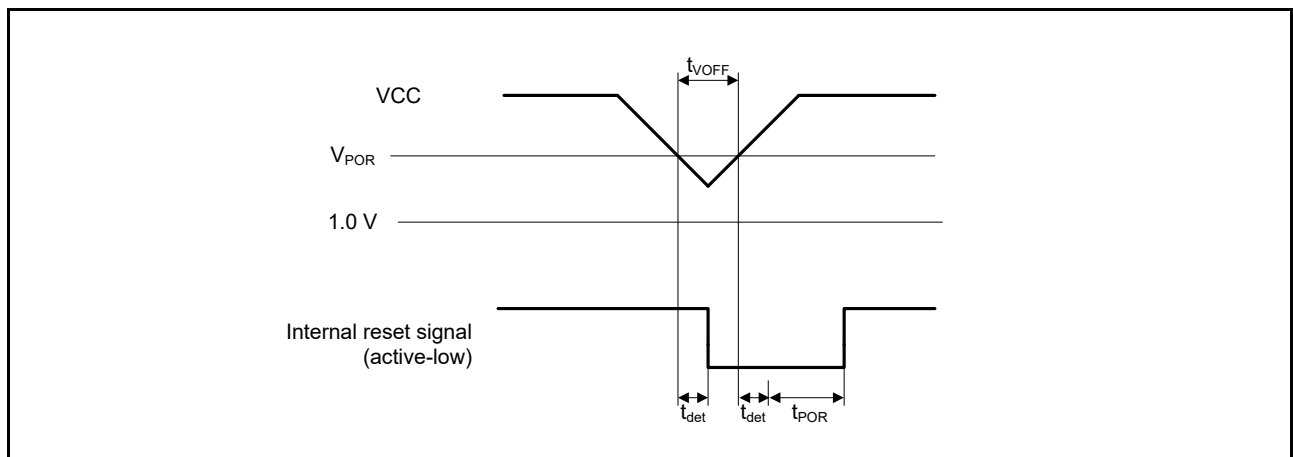 tVOFF
VCC
VPOR
1.0 V
Internal reset signal
(active-low)
tdet
tdet
tPOR